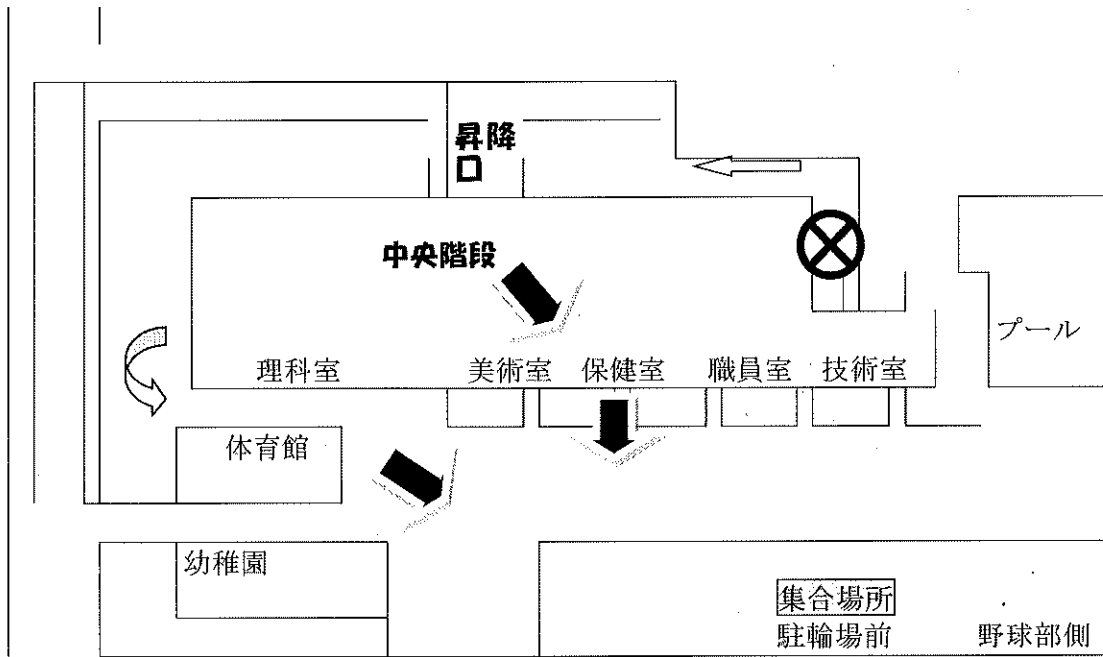 昇降
口
中央階段
プール
理科室 美術室 保健室 職員室 技術室
体育館
幼稚園
集合場所
駐輪場前 野球部側